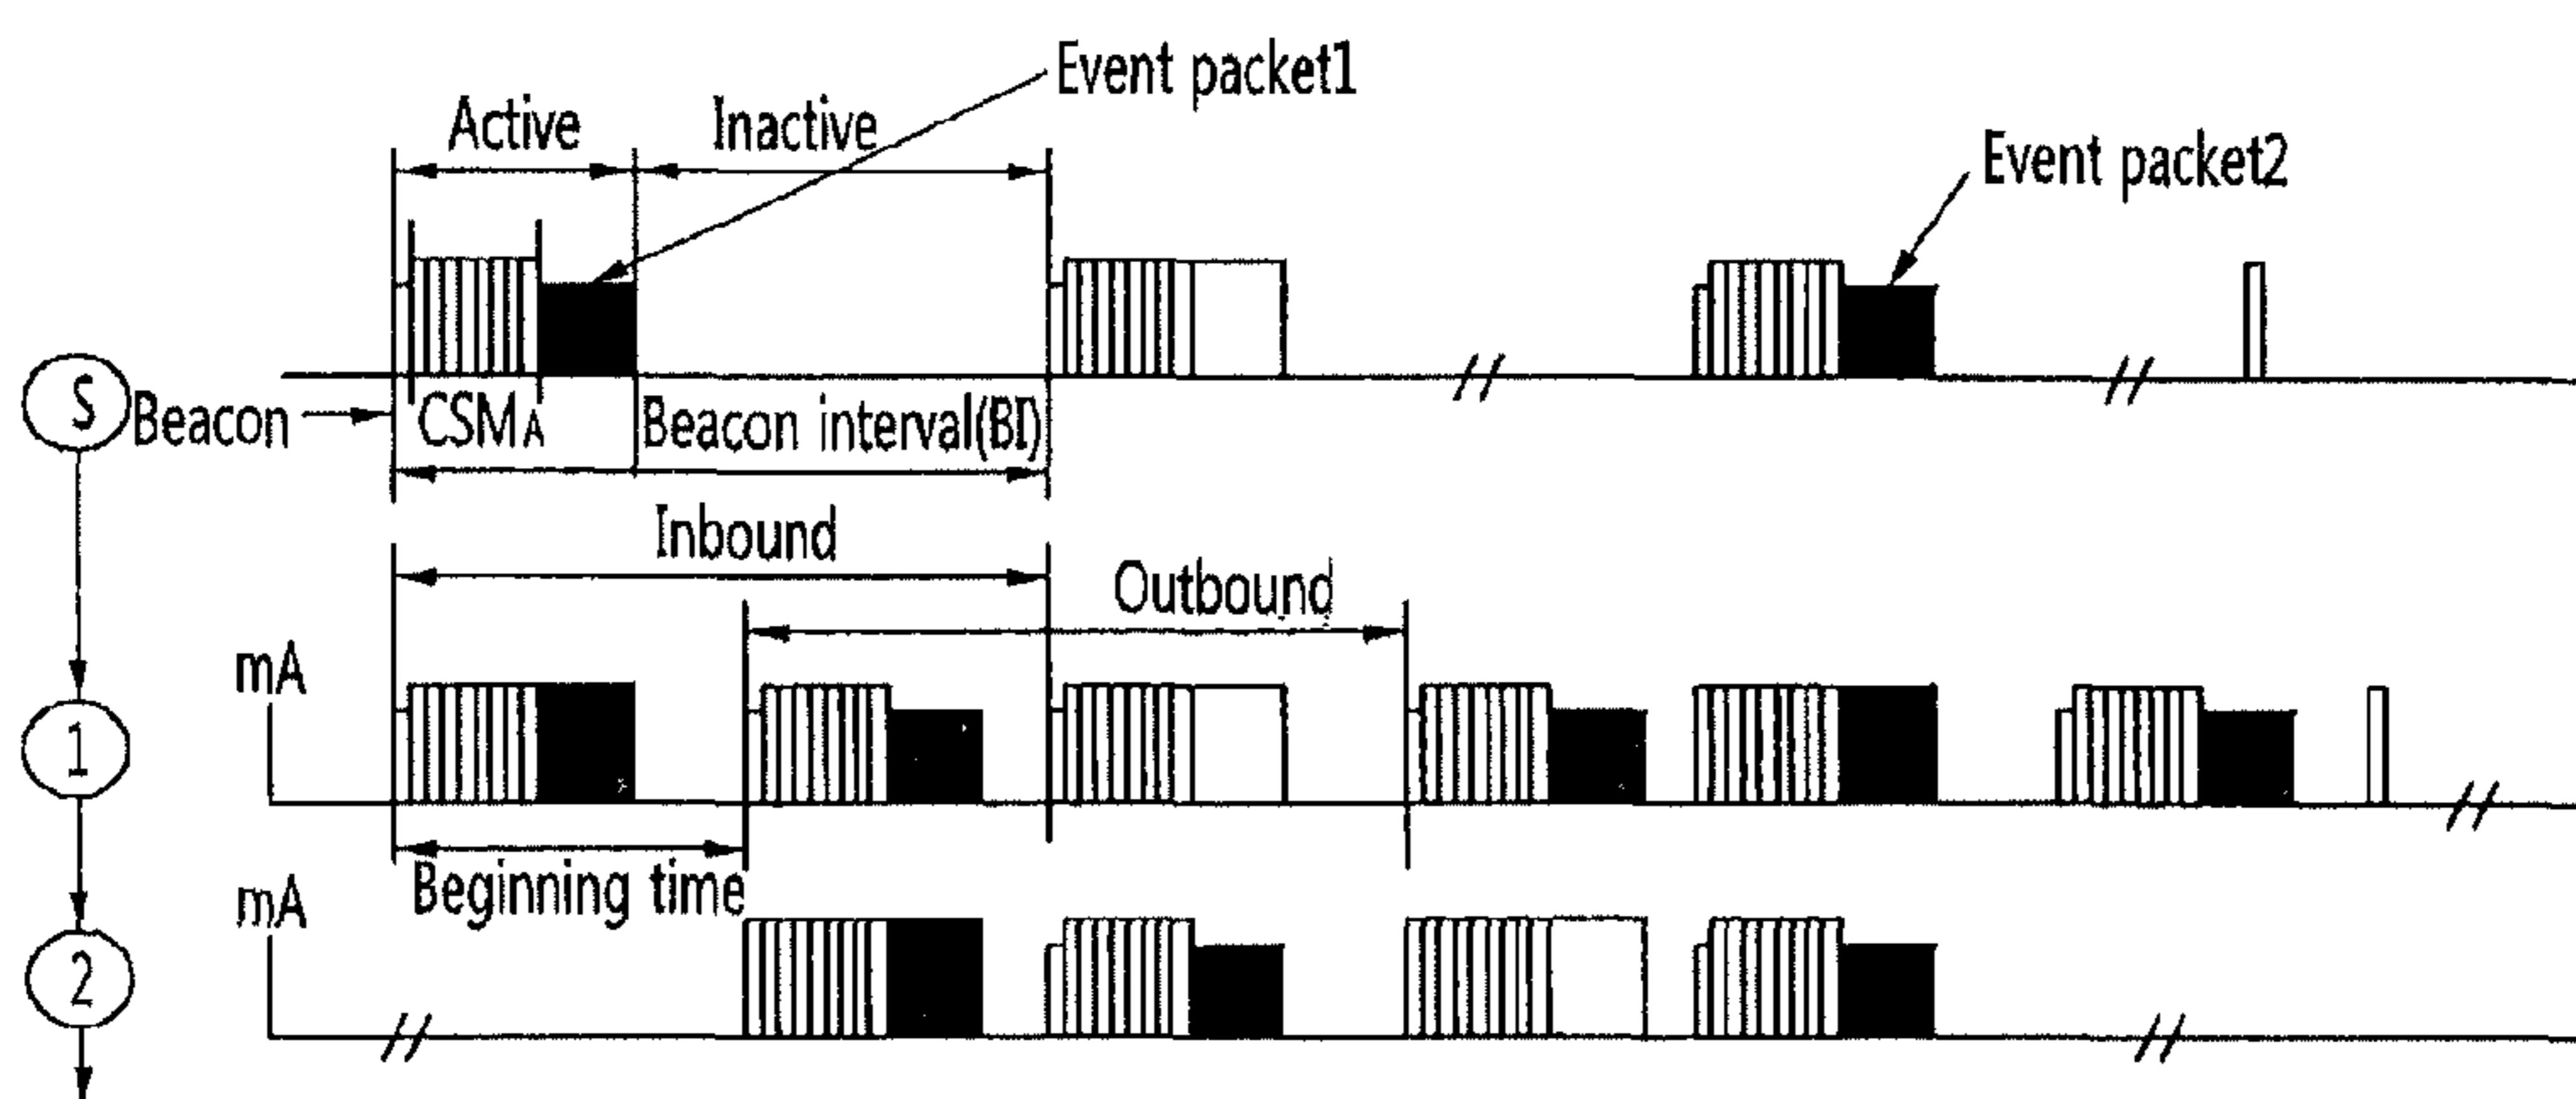 Event packet1
Active
Inactive
Event packet2
S
Beacon
CSMA
Beacon interval(BI)
Inbound
Outbound
mA
1
Beginning time
mA
2